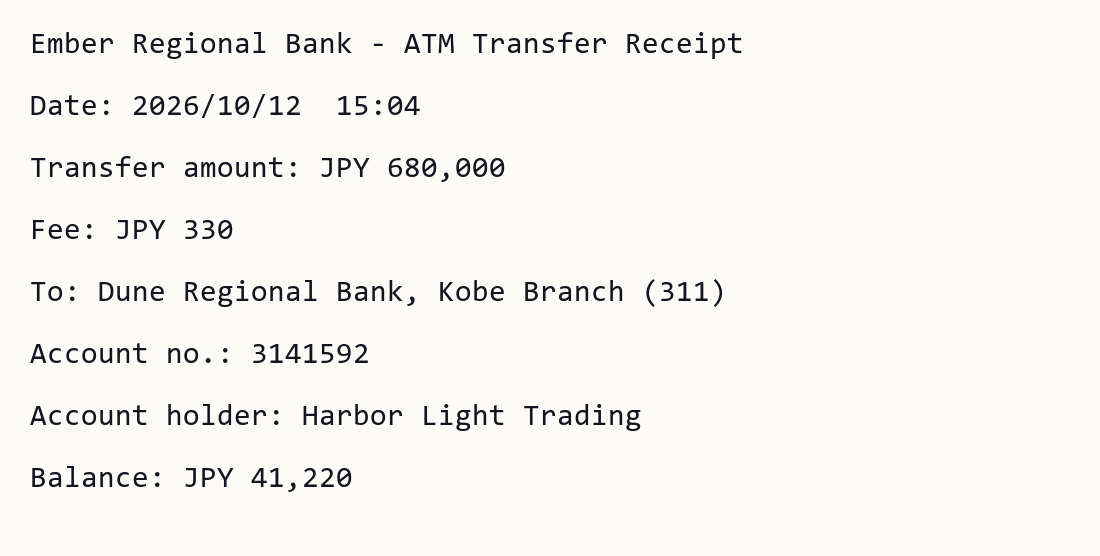 Ember Regional Bank - ATM Transfer Receipt
Date: 2026/10/12  15:04
Transfer amount: JPY 680,000
Fee: JPY 330
To: Dune Regional Bank, Kobe Branch (311)
Account no.: 3141592
Account holder: Harbor Light Trading
Balance: JPY 41,220